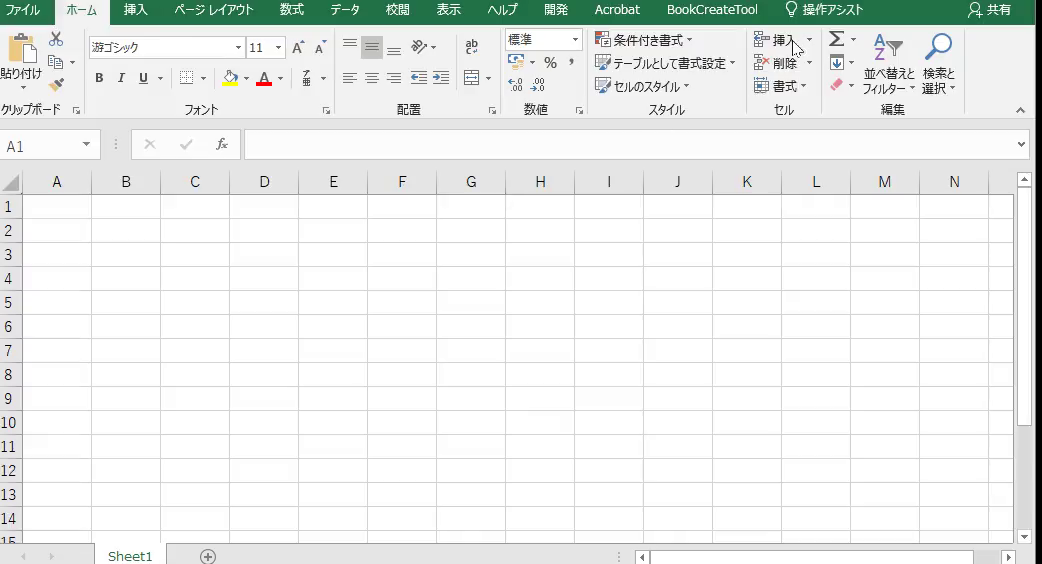 ファイル ホーム 挿入 ページ レイアウト 数式 データ 校閲 表示 ヘルプ 開発 Acrobat BookCreateTool 操作アシスト 共有
貼り付け
游ゴシック 11
B I U 亜
ab
標準
% ,
条件付き書式
テーブルとして書式設定
セルのスタイル
挿入
削除
書式
並べ替えと
フィルター
検索と
選択
クリップボード フォント 配置 数値 スタイル セル 編集
A1 fx
A B C D E F G H I J K L M N
1
2
3
4
5
6
7
8
9
10
11
12
13
14
15
Sheet1